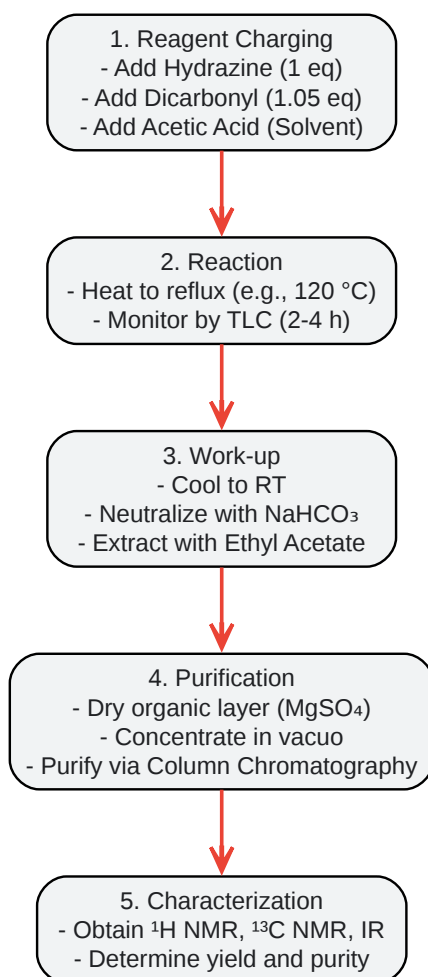 1. Reagent Charging
- Add Hydrazine (1 eq)
- Add Dicarbonyl (1.05 eq)
- Add Acetic Acid (Solvent)
2. Reaction
- Heat to reflux (e.g., 120 °C)
- Monitor by TLC (2-4 h)
3. Work-up
- Cool to RT
- Neutralize with NaHCO₃
- Extract with Ethyl Acetate
4. Purification
- Dry organic layer (MgSO₄)
- Concentrate in vacuo
- Purify via Column Chromatography
5. Characterization
- Obtain ¹H NMR, ¹³C NMR, IR
- Determine yield and purity